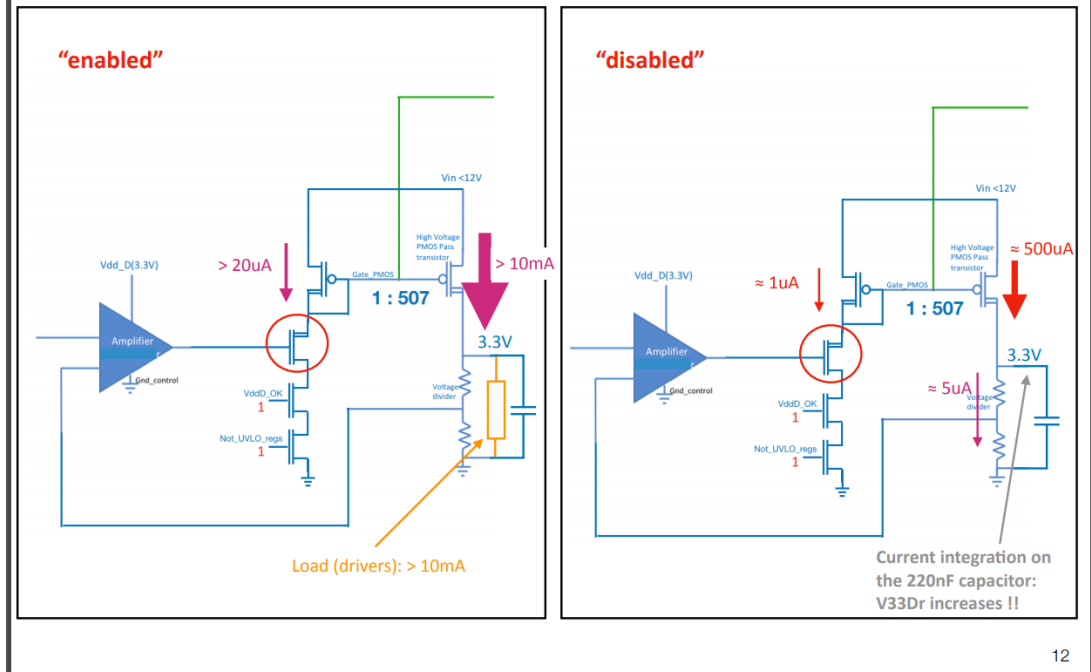 “enabled”
Vin <12V
High Voltage
PMOS Pass
transistor
Vdd_D(3.3V)
> 20uA
Gate_PMOS
> 10mA
1 : 507
3.3V
Amplifier
Gnd_control
Voltage
divider
VddD_OK
1
Not_UVLO_regs
1
Load (drivers): > 10mA
“disabled”
Vin <12V
High Voltage
PMOS Pass
transistor
≈ 500uA
Vdd_D(3.3V)
≈ 1uA
Gate_PMOS
1 : 507
3.3V
Amplifier
Gnd_control
≈ 5uA
Voltage
divider
VddD_OK
1
Not_UVLO_regs
1
Current integration on
the 220nF capacitor:
V33Dr increases !!
12